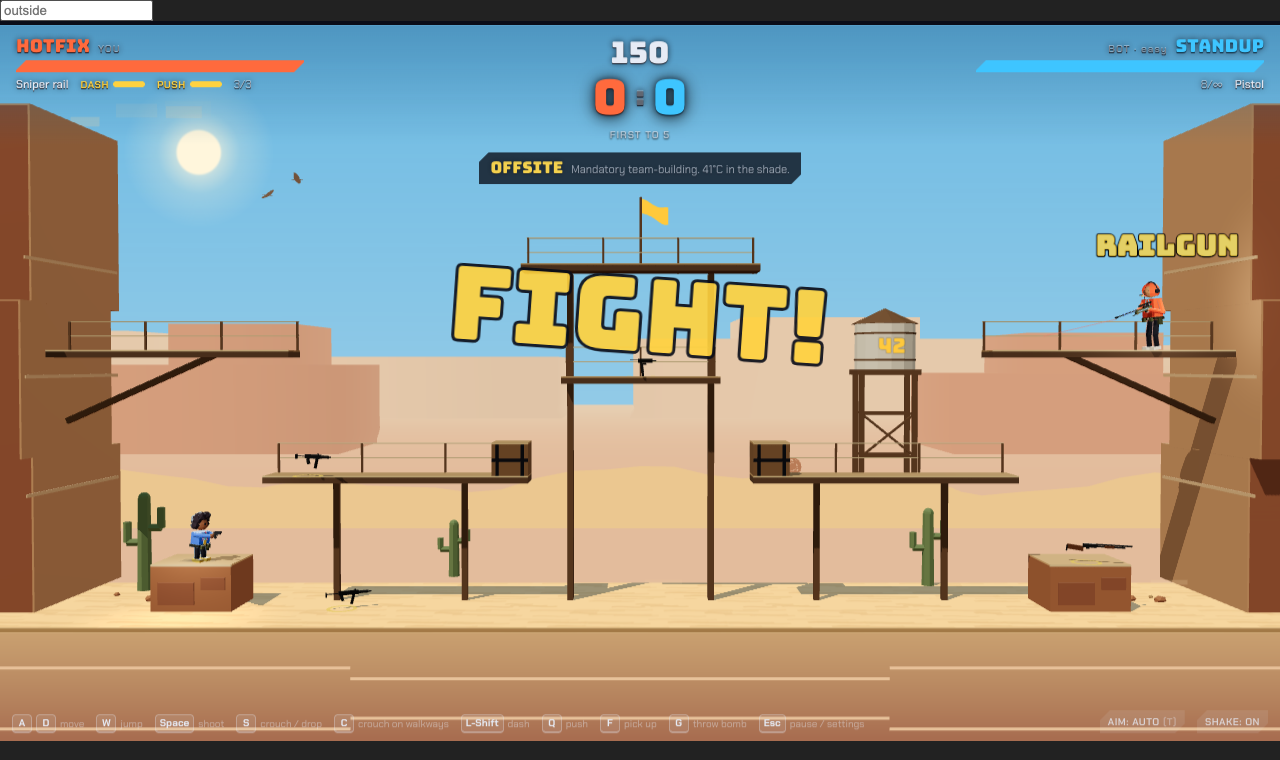 outside
HOTFIX YOU
150
BOT · easy STANDUP
Sniper rail DASH PUSH 3/3
0 : 0
8/∞ Pistol
FIRST TO 5
OFFSITE Mandatory team-building. 41°C in the shade.
RAILGUN
FIGHT!
42
A D move W jump Space shoot S crouch / drop C crouch on walkways L-Shift dash Q push F pick up G throw bomb Esc pause / settings
AIM: AUTO [T] SHAKE: ON